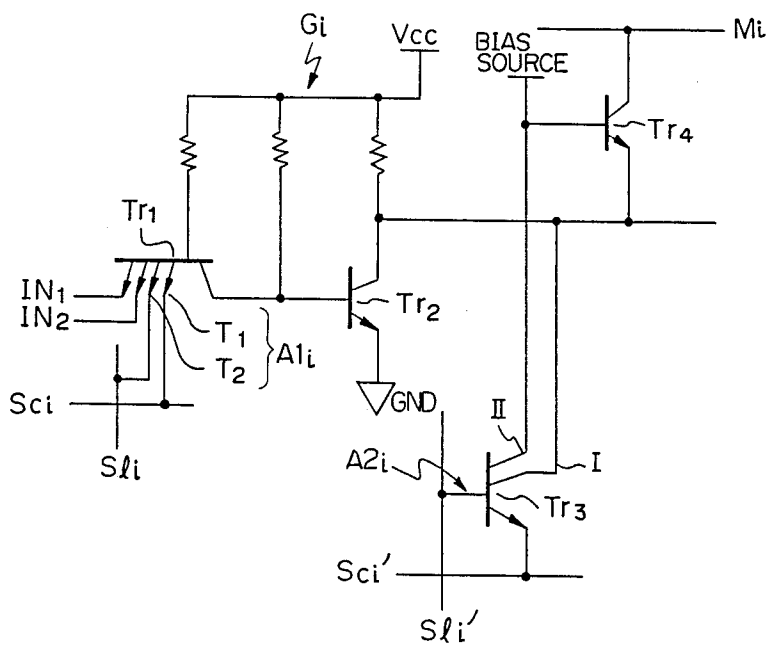 Gi
Vcc
BIAS
SOURCE
Mi
Tr4
Tr1
IN1
IN2
T1
T2
A1i
Tr2
Sci
Sli
GND
II
A2i
I
Tr3
Sci'
Sli'